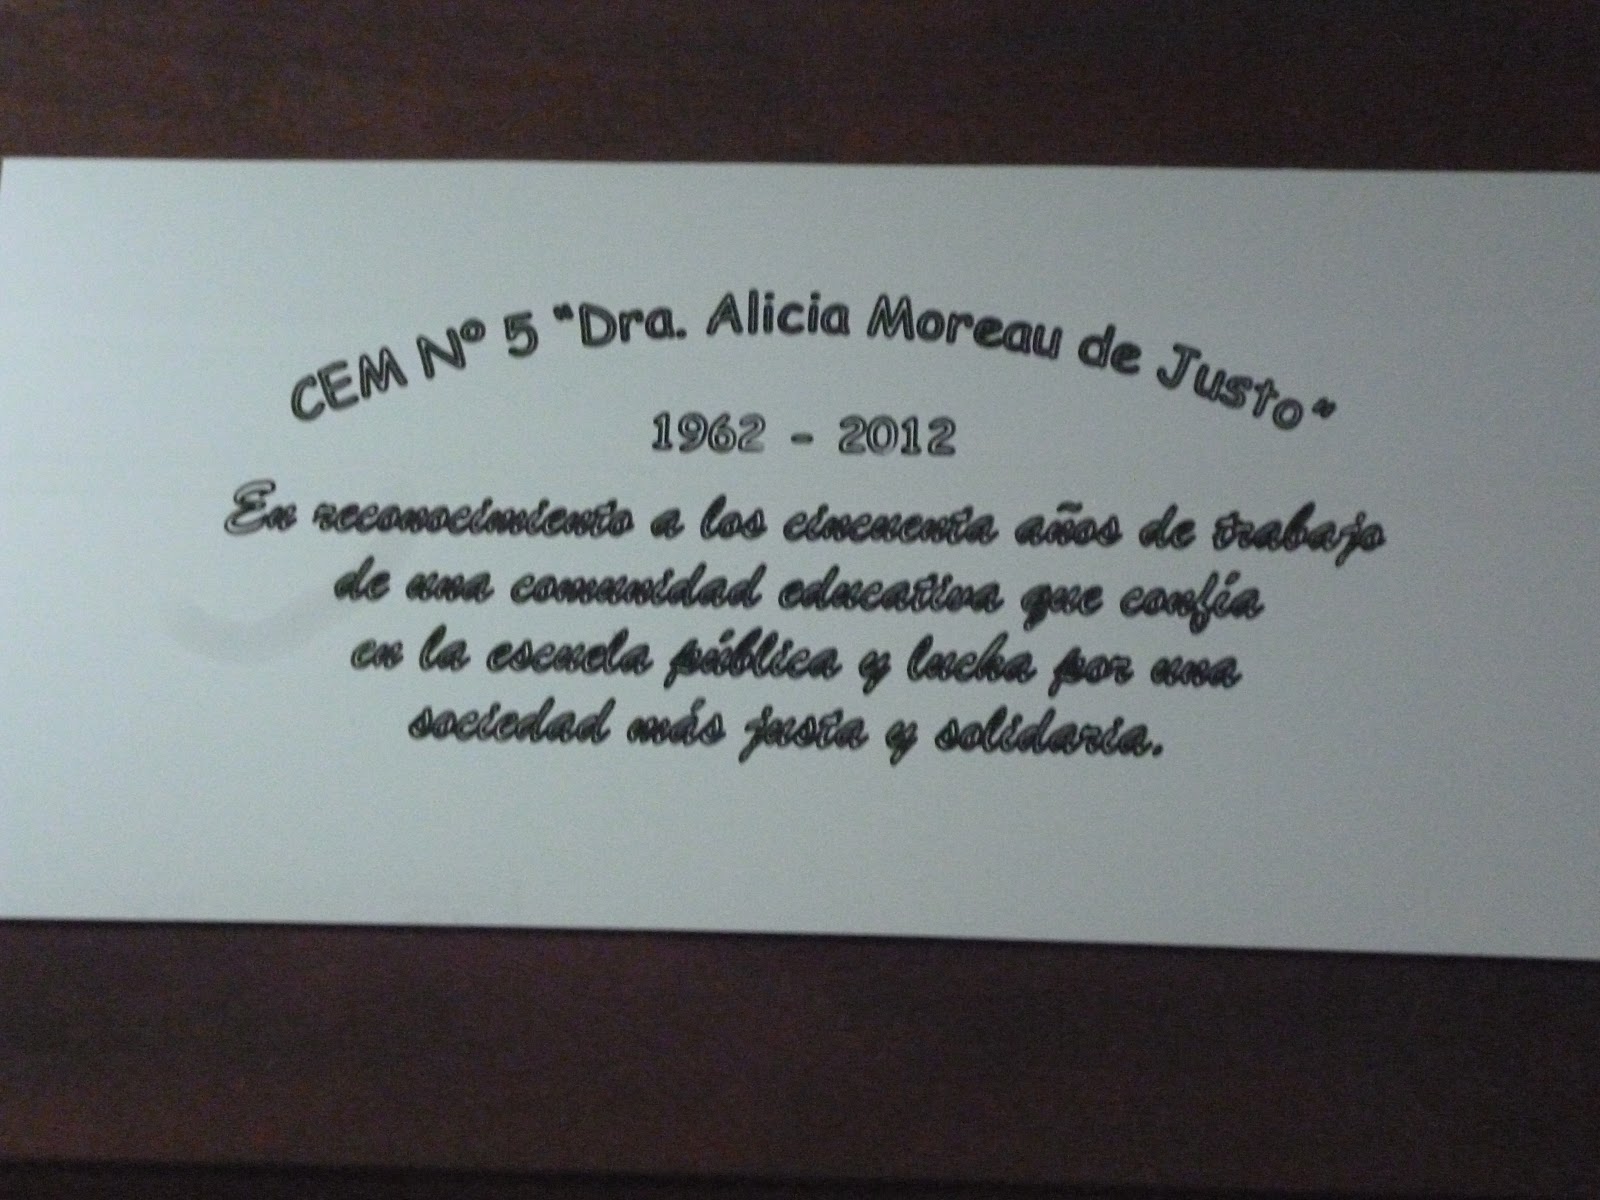 CEM Nº 5 "Dra. Alicia Moreau de Justo"
1962 - 2012
En reconocimiento a los cincuenta años de trabajo
de una comunidad educativa que confía
en la escuela pública y lucha por una
sociedad más justa y solidaria.